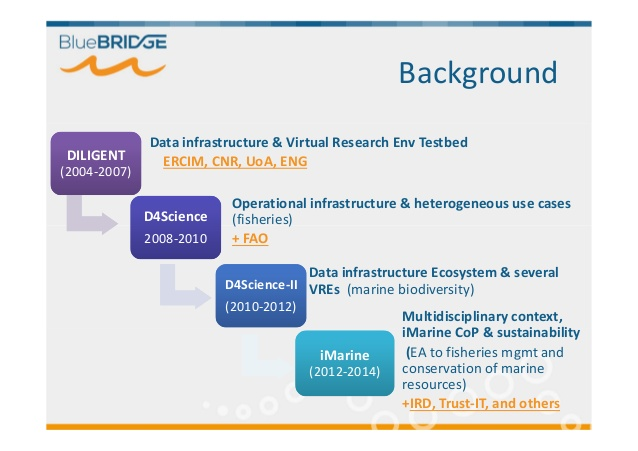 BlueBRIDGE
Background
DILIGENT
(2004-2007)
Data infrastructure & Virtual Research Env Testbed
ERCIM, CNR, UoA, ENG
D4Science
2008-2010
Operational infrastructure & heterogeneous use cases
(fisheries)
+ FAO
D4Science-II
(2010-2012)
Data infrastructure Ecosystem & several
VREs (marine biodiversity)
iMarine
(2012-2014)
Multidisciplinary context,
iMarine CoP & sustainability
(EA to fisheries mgmt and
conservation of marine
resources)
+IRD, Trust-IT, and others